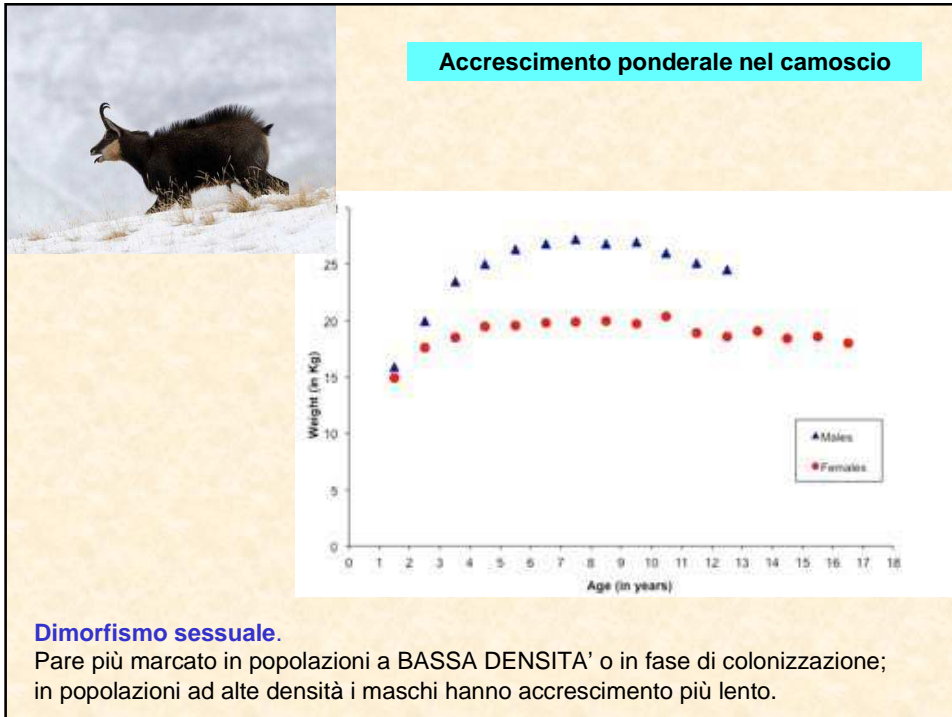 Accrescimento ponderale nel camoscio
25
20
15
10
5
0
Weight (in Kg)
0 1 2 3 4 5 6 7 8 9 10 11 12 13 14 15 16 17 18
Age (in years)
Males
Females
Dimorfismo sessuale.
Pare più marcato in popolazioni a BASSA DENSITA' o in fase di colonizzazione;
in popolazioni ad alte densità i maschi hanno accrescimento più lento.